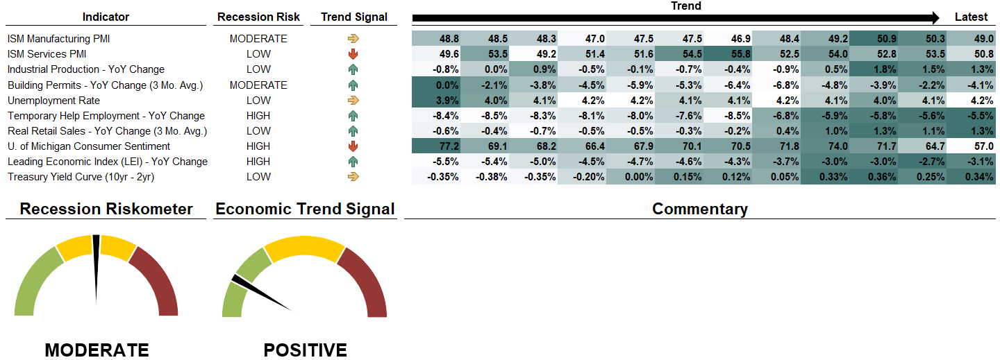 Trend
Indicator Recession Risk Trend Signal Latest
ISM Manufacturing PMI MODERATE 48.8 48.5 48.3 47.0 47.5 47.5 46.9 48.4 49.2 50.9 50.3 49.0
ISM Services PMI LOW 49.6 53.5 49.2 51.4 51.6 54.5 55.8 52.5 54.0 52.8 53.5 50.8
Industrial Production - YoY Change LOW -0.8% 0.0% 0.9% -0.5% -0.1% -0.7% -0.4% -0.9% 0.5% 1.8% 1.5% 1.3%
Building Permits - YoY Change (3 Mo. Avg.) MODERATE 0.0% -2.1% -3.8% -4.5% -5.9% -5.3% -6.4% -6.8% -4.8% -3.9% -2.2% -4.1%
Unemployment Rate LOW 3.9% 4.0% 4.1% 4.2% 4.2% 4.1% 4.1% 4.2% 4.1% 4.0% 4.1% 4.2%
Temporary Help Employment - YoY Change HIGH -8.4% -8.5% -8.3% -8.1% -8.0% -7.6% -8.5% -6.8% -5.9% -5.8% -5.6% -5.5%
Real Retail Sales - YoY Change (3 Mo. Avg.) LOW -0.6% -0.4% -0.7% -0.5% -0.5% -0.3% -0.2% 0.4% 1.0% 1.3% 1.1% 1.3%
U. of Michigan Consumer Sentiment HIGH 77.2 69.1 68.2 66.4 67.9 70.1 70.5 71.8 74.0 71.7 64.7 57.0
Leading Economic Index (LEI) - YoY Change HIGH -5.5% -5.4% -5.0% -4.5% -4.7% -4.6% -4.3% -3.7% -3.0% -3.0% -2.7% -3.1%
Treasury Yield Curve (10yr - 2yr) LOW -0.35% -0.38% -0.35% -0.20% 0.00% 0.15% 0.12% 0.05% 0.33% 0.36% 0.25% 0.34%
Recession Riskometer Economic Trend Signal Commentary
MODERATE POSITIVE